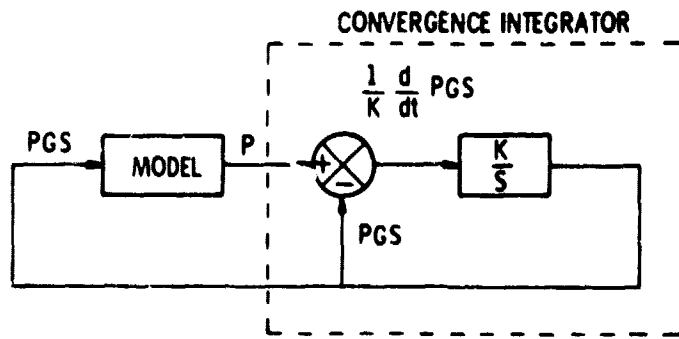 CONVERGENCE INTEGRATOR
1/K d/dt PGS
PGS
MODEL
P
+
−
K/S
PGS